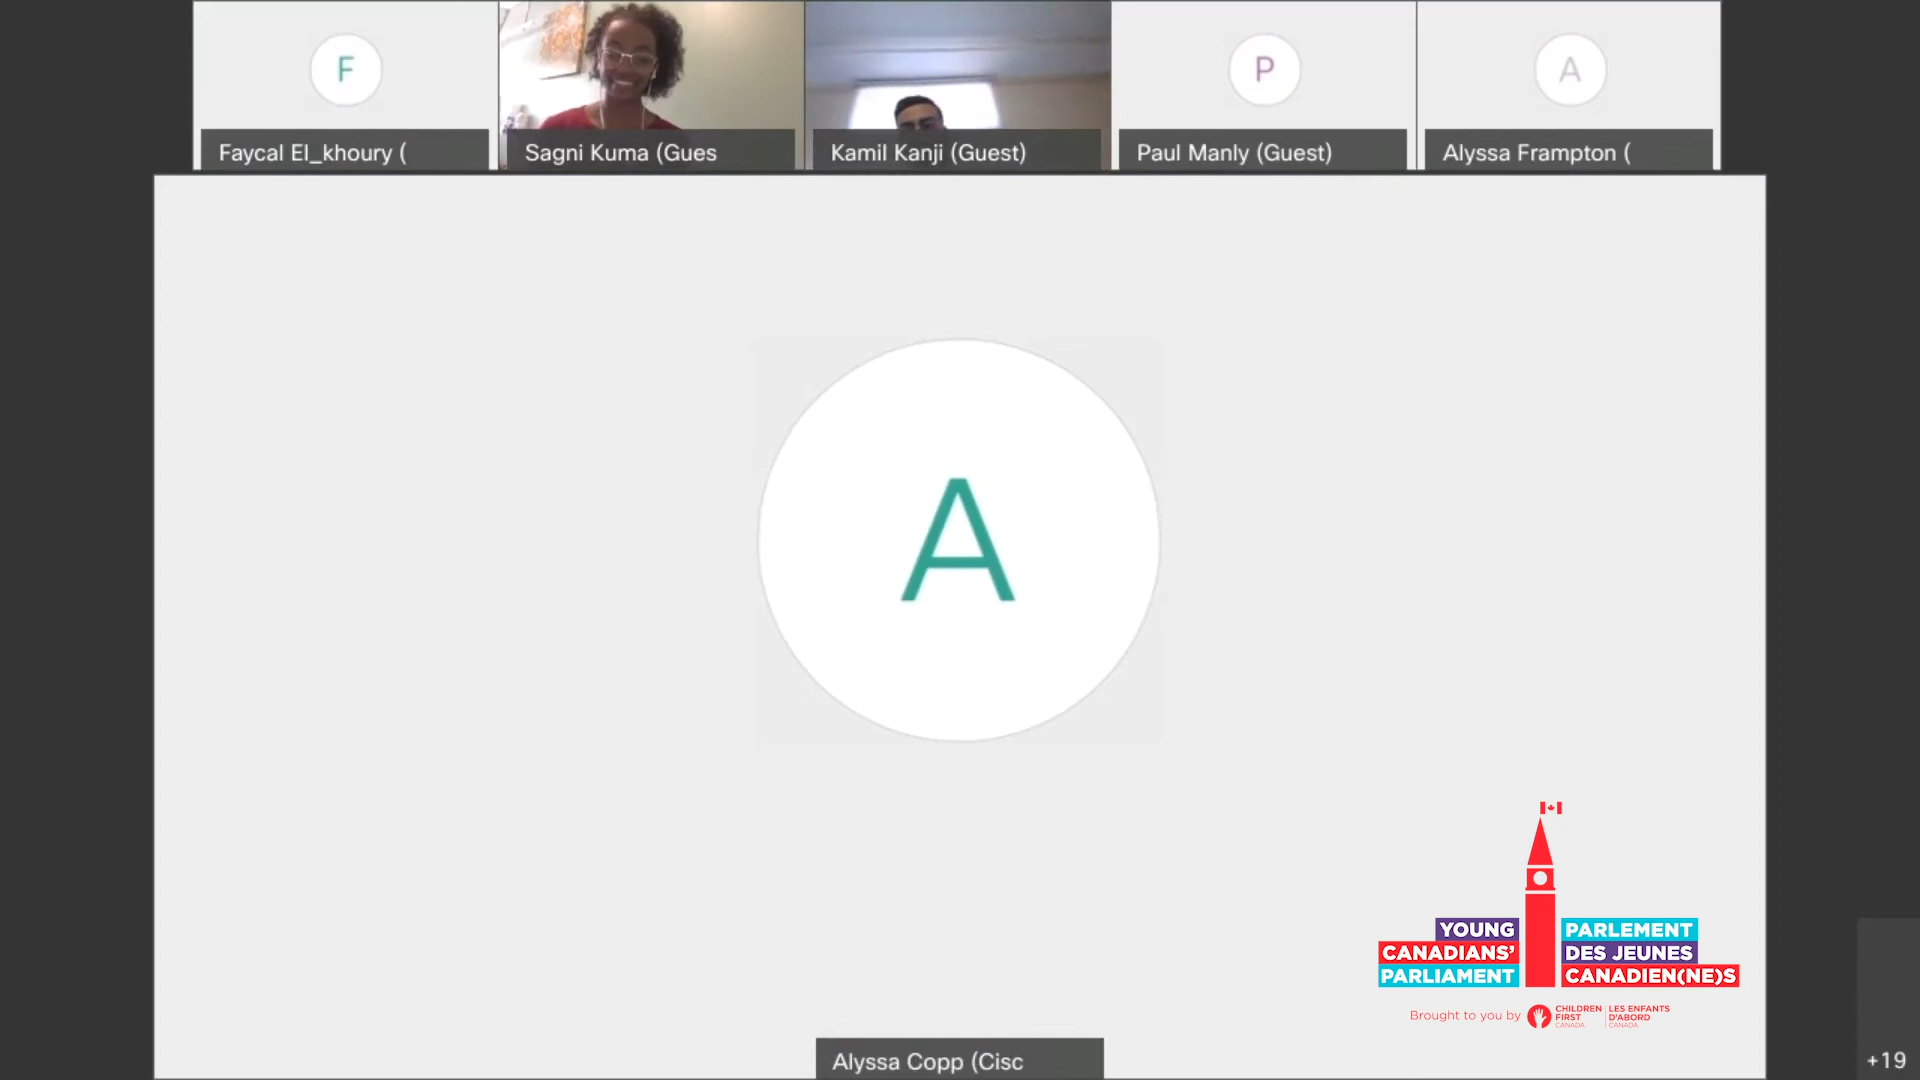 F
P
A
Faycal El_khoury (
Sagni Kuma (Gues
Kamil Kanji (Guest)
Paul Manly (Guest)
Alyssa Frampton (
A
YOUNG
CANADIANS'
PARLIAMENT
PARLEMENT
DES JEUNES
CANADIEN(NE)S
Brought to you by
CHILDREN
FIRST
CANADA
LES ENFANTS
D'ABORD
CANADA
Alyssa Copp (Cisc
+19